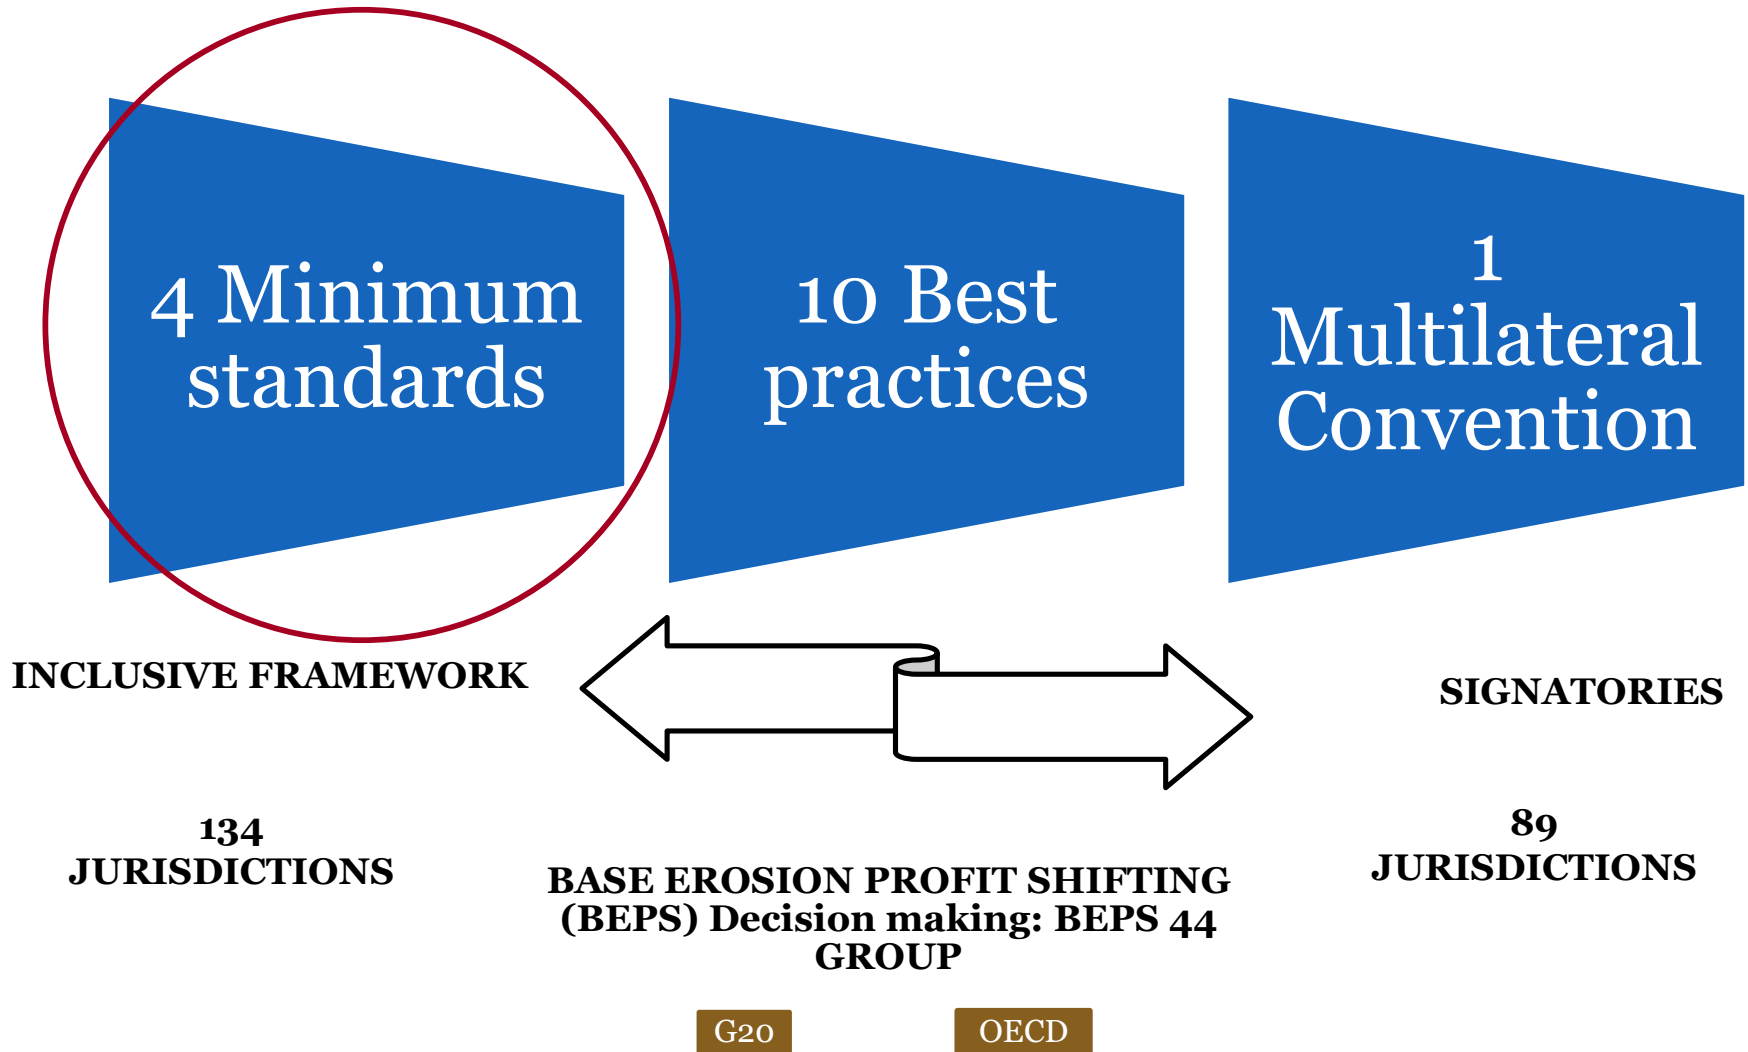 4 Minimum
standards
10 Best
practices
1
Multilateral
Convention
INCLUSIVE FRAMEWORK
SIGNATORIES
134
JURISDICTIONS
89
JURISDICTIONS
BASE EROSION PROFIT SHIFTING
(BEPS) Decision making: BEPS 44
GROUP
G20
OECD